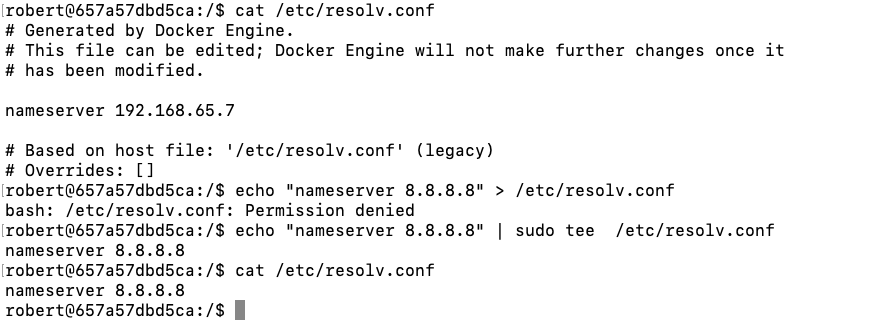 [robert@657a57dbd5ca:/$ cat /etc/resolv.conf
# Generated by Docker Engine.
# This file can be edited; Docker Engine will not make further changes once it
# has been modified.

nameserver 192.168.65.7

# Based on host file: '/etc/resolv.conf' (legacy)
# Overrides: []
[robert@657a57dbd5ca:/$ echo "nameserver 8.8.8.8" > /etc/resolv.conf
bash: /etc/resolv.conf: Permission denied
[robert@657a57dbd5ca:/$ echo "nameserver 8.8.8.8" | sudo tee  /etc/resolv.conf
nameserver 8.8.8.8
[robert@657a57dbd5ca:/$ cat /etc/resolv.conf
nameserver 8.8.8.8
robert@657a57dbd5ca:/$